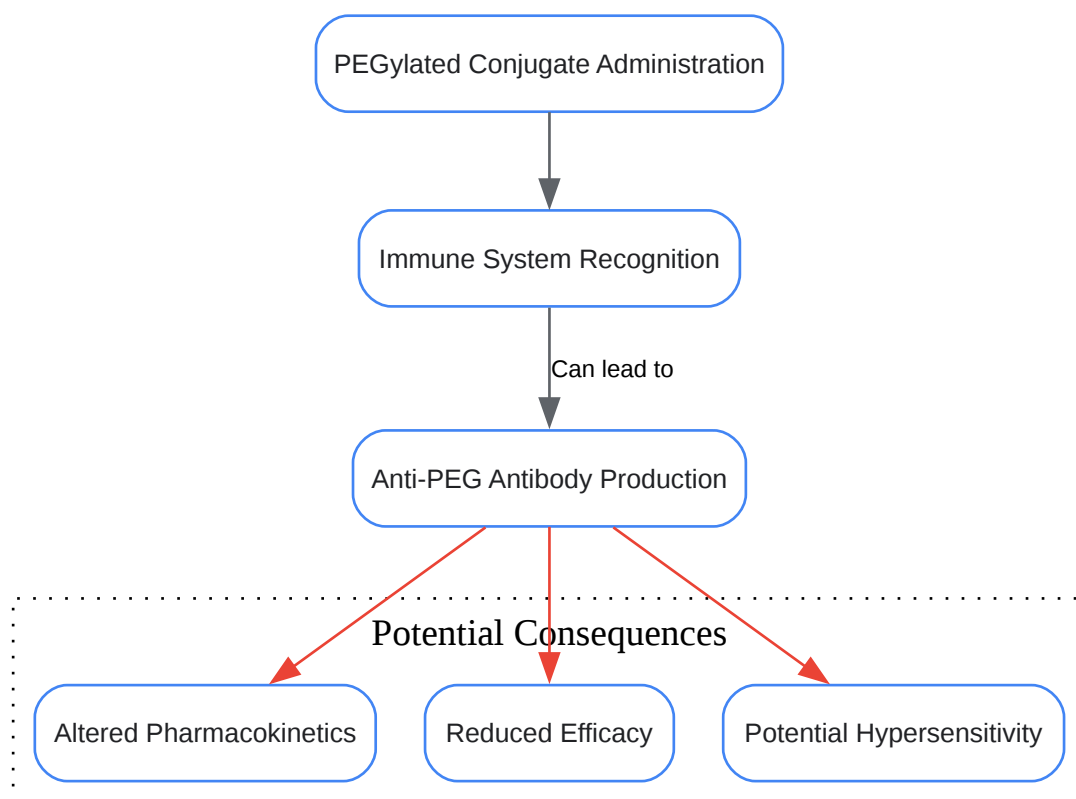 PEGylated Conjugate Administration
Immune System Recognition
Can lead to
Anti-PEG Antibody Production
Potential Consequences
Altered Pharmacokinetics
Reduced Efficacy
Potential Hypersensitivity